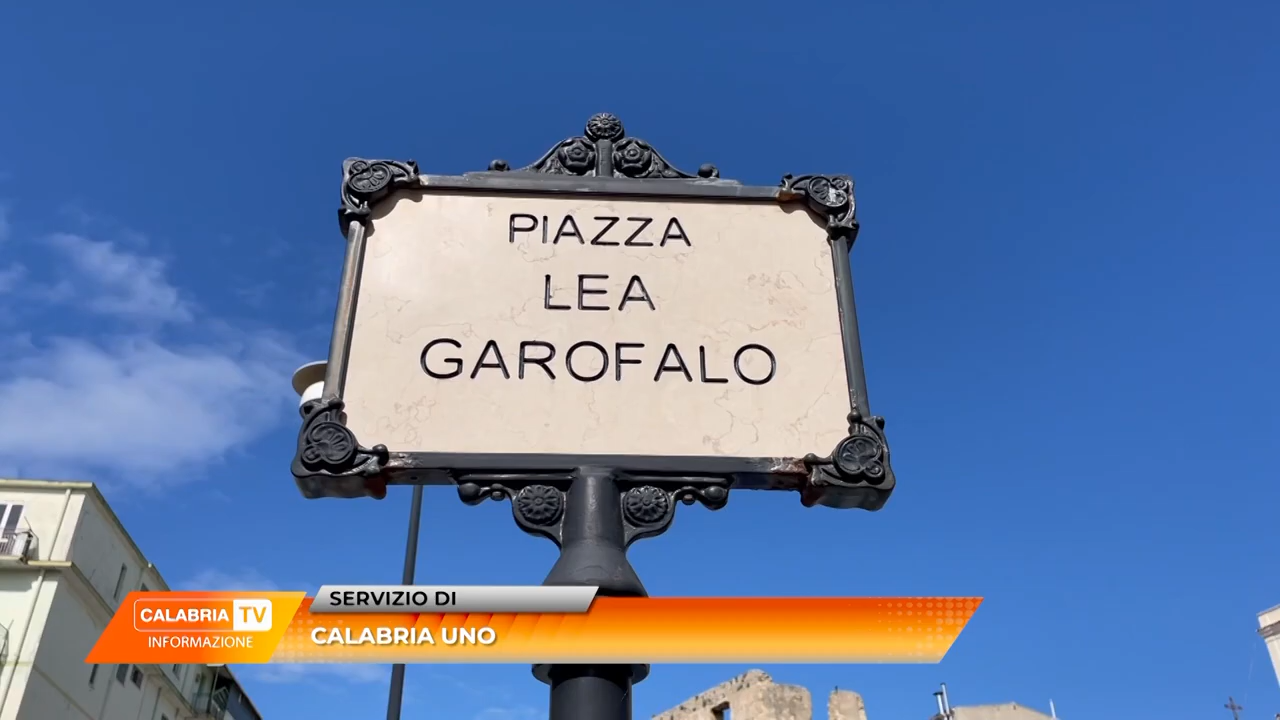 PIAZZA
LEA
GAROFALO
SERVIZIO DI
CALABRIA TV
INFORMAZIONE
CALABRIA UNO